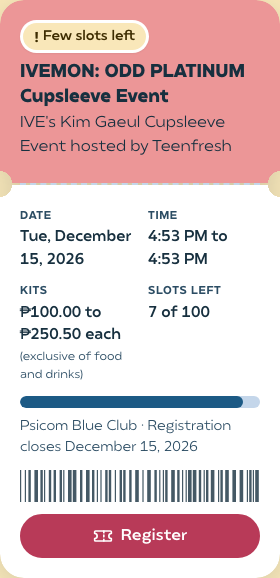 ! Few slots left
IVEMON: ODD PLATINUM
Cupsleeve Event
IVE's Kim Gaeul Cupsleeve
Event hosted by Teenfresh
DATE
Tue, December
15, 2026
TIME
4:53 PM to
4:53 PM
KITS
₱100.00 to
₱250.50 each
(exclusive of food
and drinks)
SLOTS LEFT
7 of 100
Psicom Blue Club · Registration
closes December 15, 2026
Register